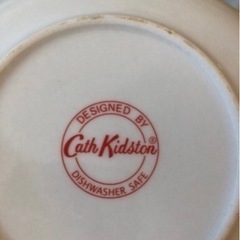 DESIGNED BY
Cath Kidston®
DISHWASHER SAFE